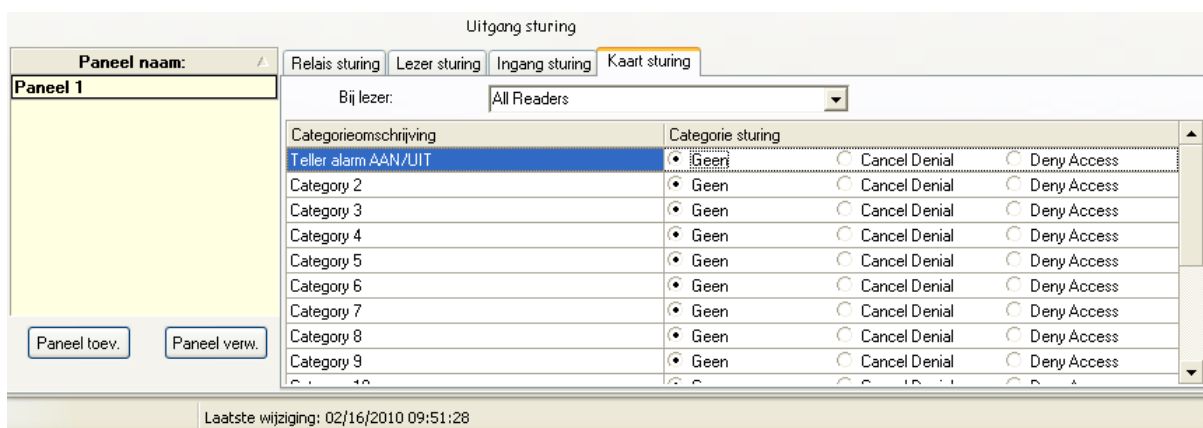 Uitgang sturing
Paneel naam:
Paneel 1
Paneel toev. Paneel verw.
Relais sturing Lezer sturing Ingang sturing Kaart sturing
Bij lezer: All Readers
Categorieomschrijving Categorie sturing
Teller alarm AAN/UIT Geen Cancel Denial Deny Access
Category 2 Geen Cancel Denial Deny Access
Category 3 Geen Cancel Denial Deny Access
Category 4 Geen Cancel Denial Deny Access
Category 5 Geen Cancel Denial Deny Access
Category 6 Geen Cancel Denial Deny Access
Category 7 Geen Cancel Denial Deny Access
Category 8 Geen Cancel Denial Deny Access
Category 9 Geen Cancel Denial Deny Access
Laatste wijziging: 02/16/2010 09:51:28